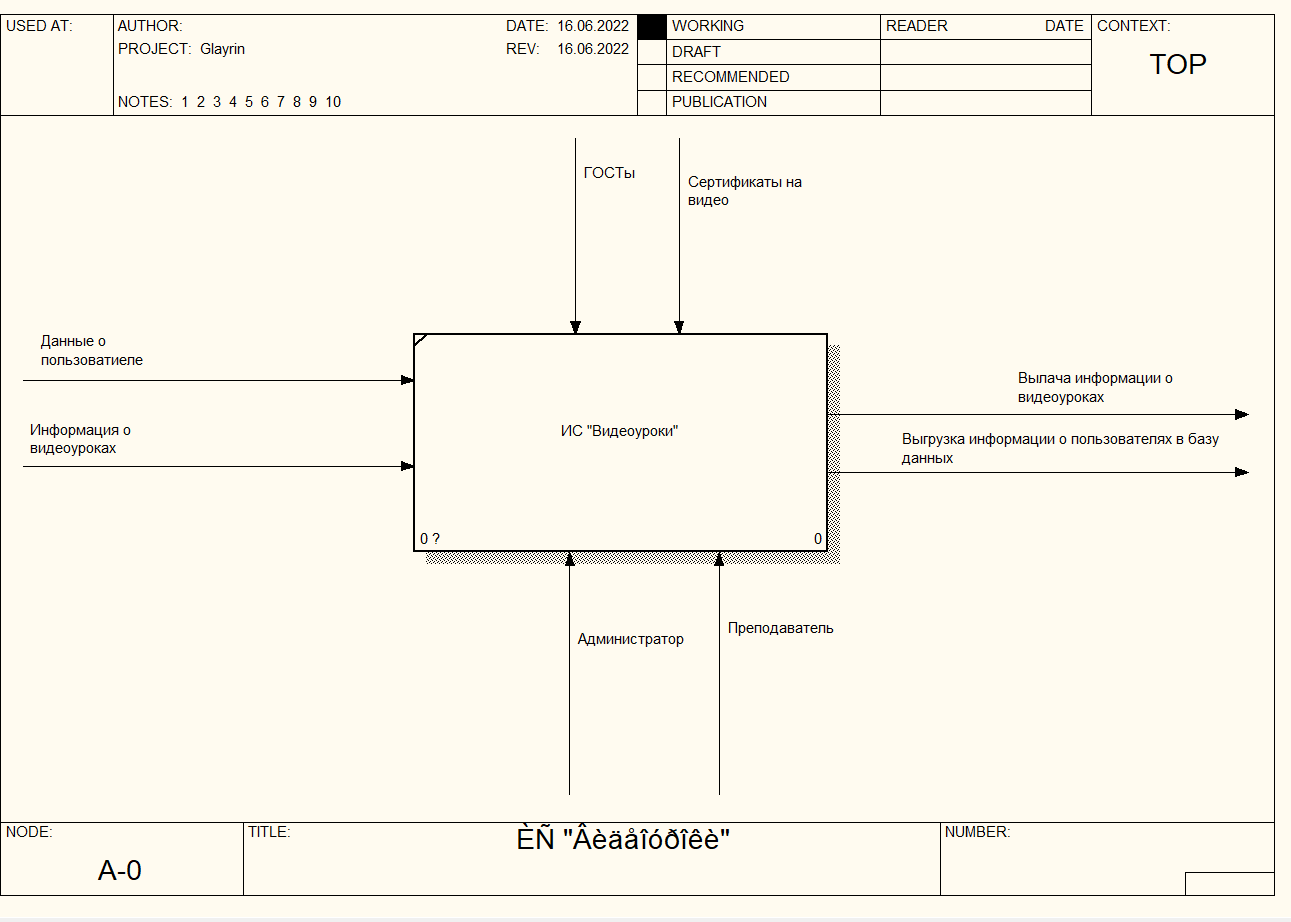 USED AT:
AUTHOR:
DATE: 16.06.2022
WORKING
READER
DATE
CONTEXT:
PROJECT: Glayrin
REV: 16.06.2022
DRAFT
TOP
RECOMMENDED
NOTES: 1 2 3 4 5 6 7 8 9 10
PUBLICATION
ГОСТы
Сертификаты на
видео
Данные о
пользоватиеле
Информация о
видеоуроках
ИС "Видеоуроки"
0 ?
0
Вылача информации о
видеоуроках
Выгрузка информации о пользователях в базу
данных
Администратор
Преподаватель
NODE:
A-0
TITLE:
ÈÑ "Âèäåîóðîêè"
NUMBER: